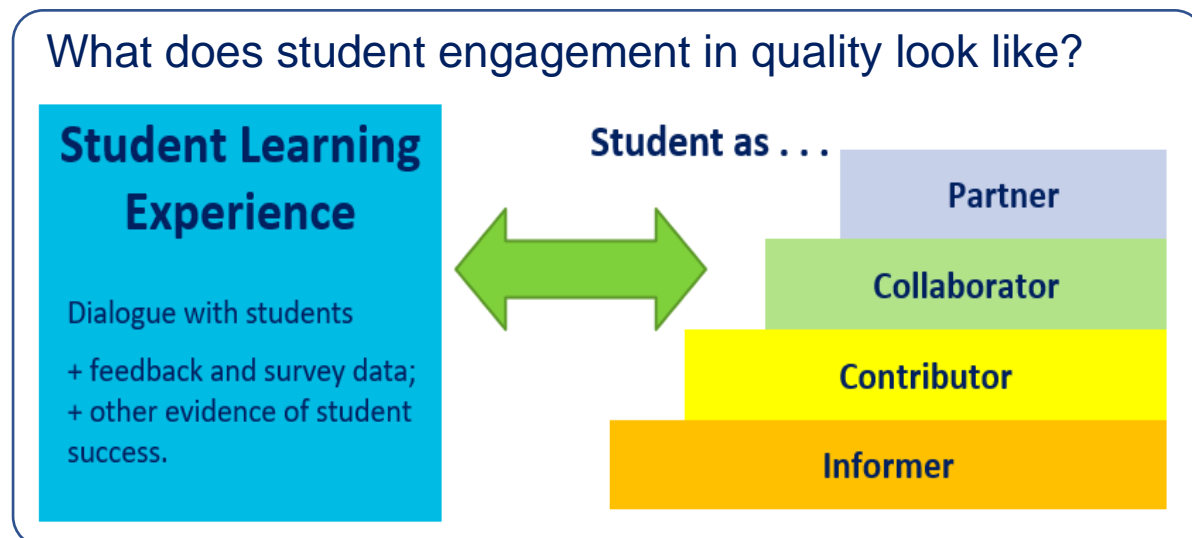 What does student engagement in quality look like?
Student Learning
Experience
Dialogue with students
+ feedback and survey data;
+ other evidence of student
success.
Student as . . .
Partner
Collaborator
Contributor
Informer